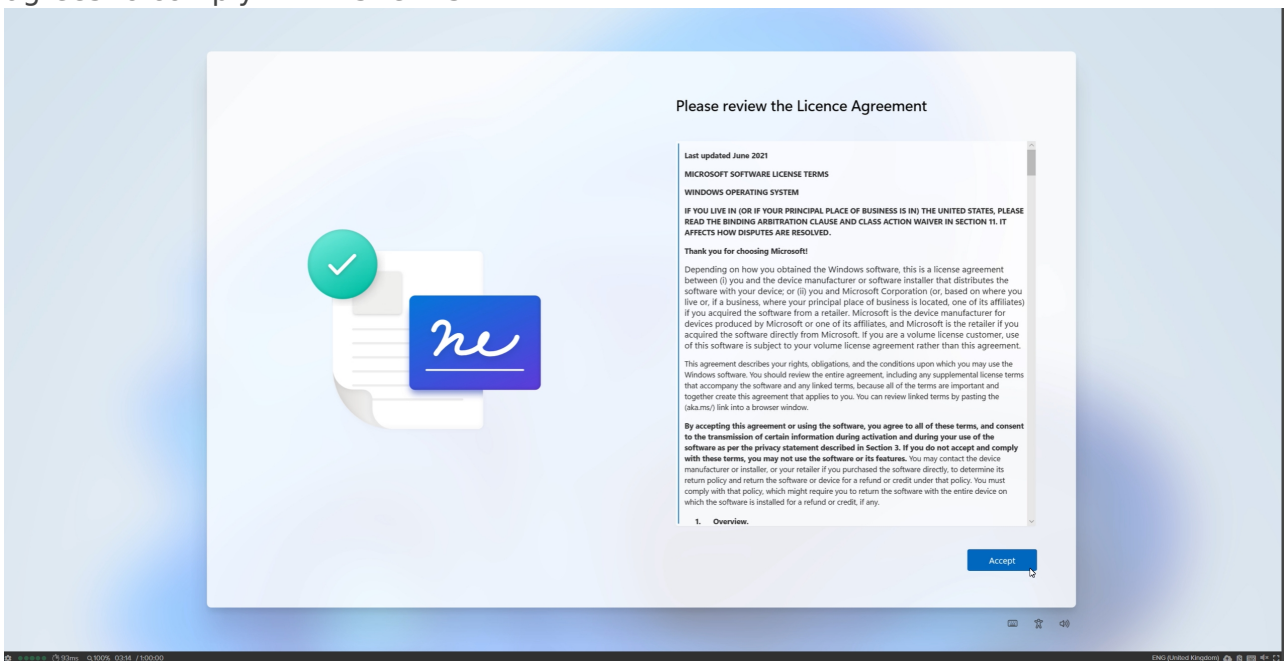 Please review the Licence Agreement
Last updated June 2021
MICROSOFT SOFTWARE LICENSE TERMS
WINDOWS OPERATING SYSTEM
IF YOU LIVE IN (OR IF YOUR PRINCIPAL PLACE OF BUSINESS IS IN) THE UNITED STATES, PLEASE
READ THE BINDING ARBITRATION CLAUSE AND CLASS ACTION WAIVER IN SECTION 11. IT
AFFECTS HOW DISPUTES ARE RESOLVED.
Thank you for choosing Microsoft!
Depending on how you obtained the Windows software, this is a license agreement
between (i) you and the device manufacturer or software installer that distributes the
software with your device; or (ii) you and Microsoft Corporation (or, based on where you
live or, if a business, where your principal place of business is located, one of its affiliates)
if you acquired the software from a retailer. Microsoft is the device manufacturer for
devices produced by Microsoft or one of its affiliates, and Microsoft is the retailer if you
acquired the software directly from Microsoft. If you are a volume license customer, use
of this software is subject to your volume license agreement rather than this agreement.
This agreement describes your rights, obligations, and the conditions upon which you may use the
Windows software. You should review the entire agreement, including any supplemental license terms
that accompany the software and any linked terms, because all of the terms are important and
together create this agreement that applies to you. You can review linked terms by pasting the
(aka.ms/) link into a browser window.
By accepting this agreement or using the software, you agree to all of these terms, and consent
to the transmission of certain information during activation and during your use of the
software as per the privacy statement described in Section 3. If you do not accept and comply
with these terms, you may not use the software or its features. You may contact the device
manufacturer or installer, or your retailer if you purchased the software directly, to determine its
return policy and return the software or device for a refund or credit under that policy. You must
comply with that policy, which might require you to return the software with the entire device on
which the software is installed for a refund or credit, if any.
1. Overview.
Accept
93ms 100% 03:14 / 1:00:00
ENG (United Kingdom)